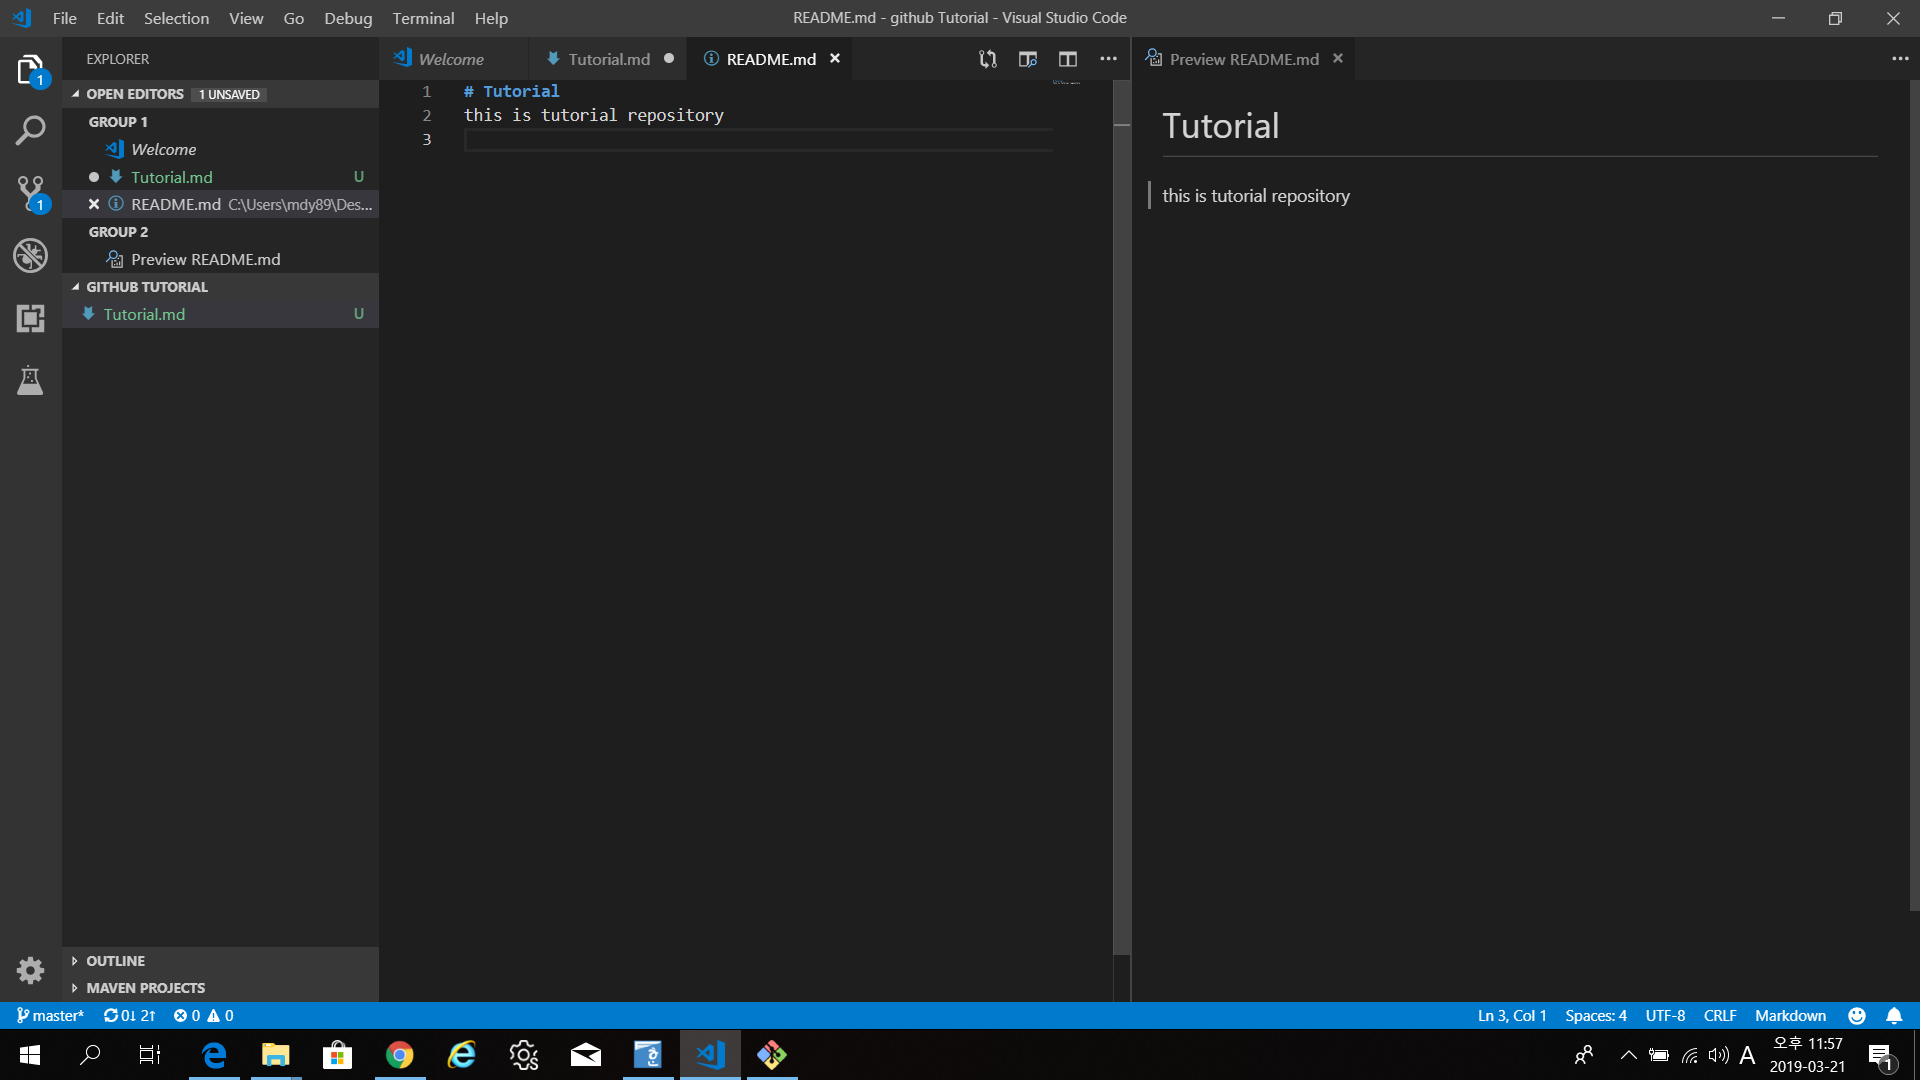 File Edit Selection View Go Debug Terminal Help
README.md - github Tutorial - Visual Studio Code
EXPLORER
OPEN EDITORS 1 UNSAVED
GROUP 1
Welcome
Tutorial.md U
README.md C:\Users\mdy89\Des...
GROUP 2
Preview README.md
GITHUB TUTORIAL
Tutorial.md U
OUTLINE
MAVEN PROJECTS
1
1
Welcome Tutorial.md README.md
1 # Tutorial
2 this is tutorial repository
3
Preview README.md
Tutorial
this is tutorial repository
master* 0↓ 2↑ 0 0
Ln 3, Col 1 Spaces: 4 UTF-8 CRLF Markdown
A
오후 11:57
2019-03-21
1